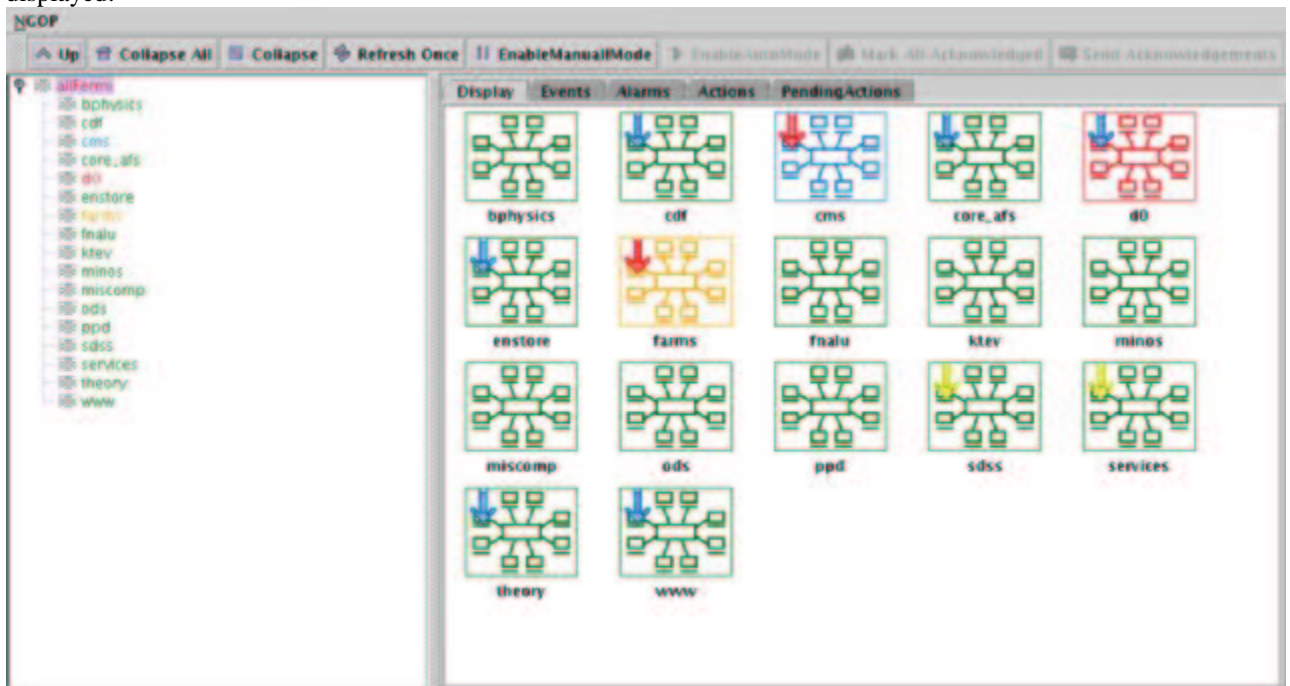 displayed.
NGOP
Up Collapse All Collapse Refresh Once EnableManuallMode EnableAutoMode Mark All Acknowledged Send Acknowledgements
allFerms
bphysics
cdf
cms
core_afs
d0
enstore
farms
fnalu
ktev
minos
miscomp
ods
ppd
sdss
services
theory
www
Display Events Alarms Actions PendingActions
bphysics cdf cms core_afs d0
enstore farms fnalu ktev minos
miscomp ods ppd sdss services
theory www